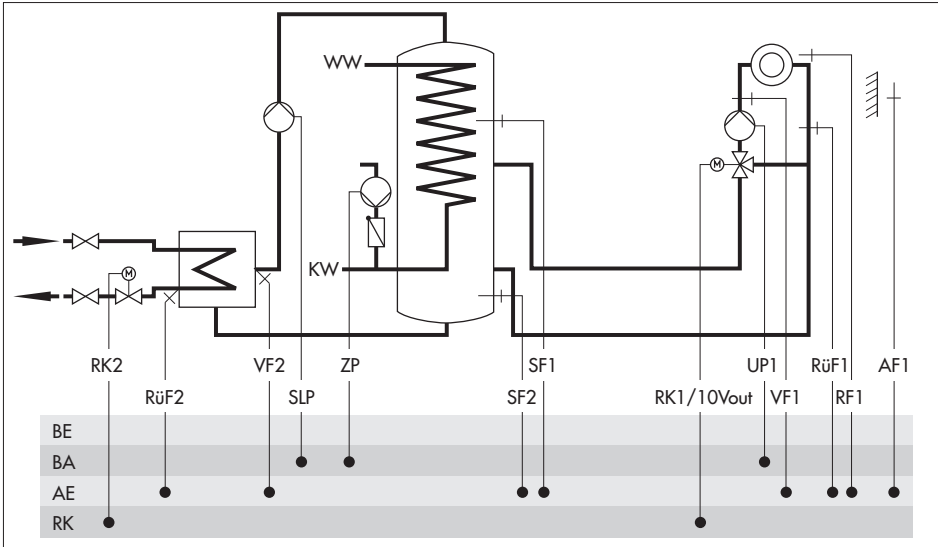 WW
M
KW
M
RK2 VF2 ZP SF1 UP1 RüF1 AF1
RüF2 SLP SF2 RK1/10Vout VF1 RF1
BE
BA
AE
RK